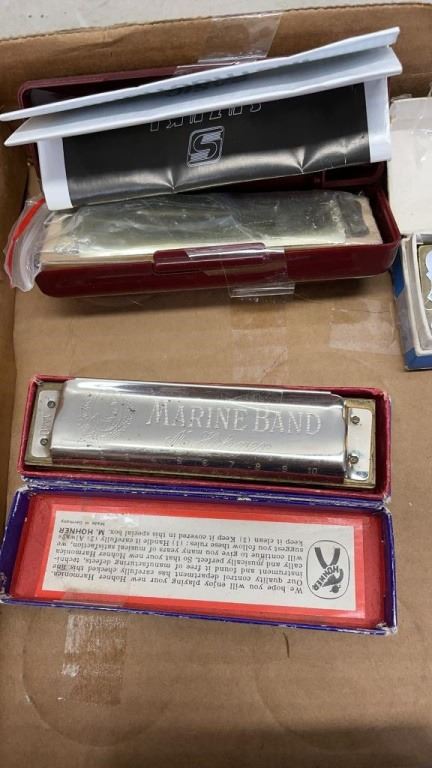 SUZUKI
MARINE BAND
M. Hohner
5 6 7 8 9 10
HOHNER
We hope you will enjoy playing your new Hohner
Harmonica.
Our quality control department has carefully checked the
instrument and found it free of manufacturing defects, techni-
cally and musically perfect. So that your new Hohner Harmonica
will continue to give you many years of musical satisfaction, we
suggest you follow these rules: (1) Handle it carefully (2) Always
keep it clean (3) Keep it covered in this special box. M. HOHNER
Made in Germany